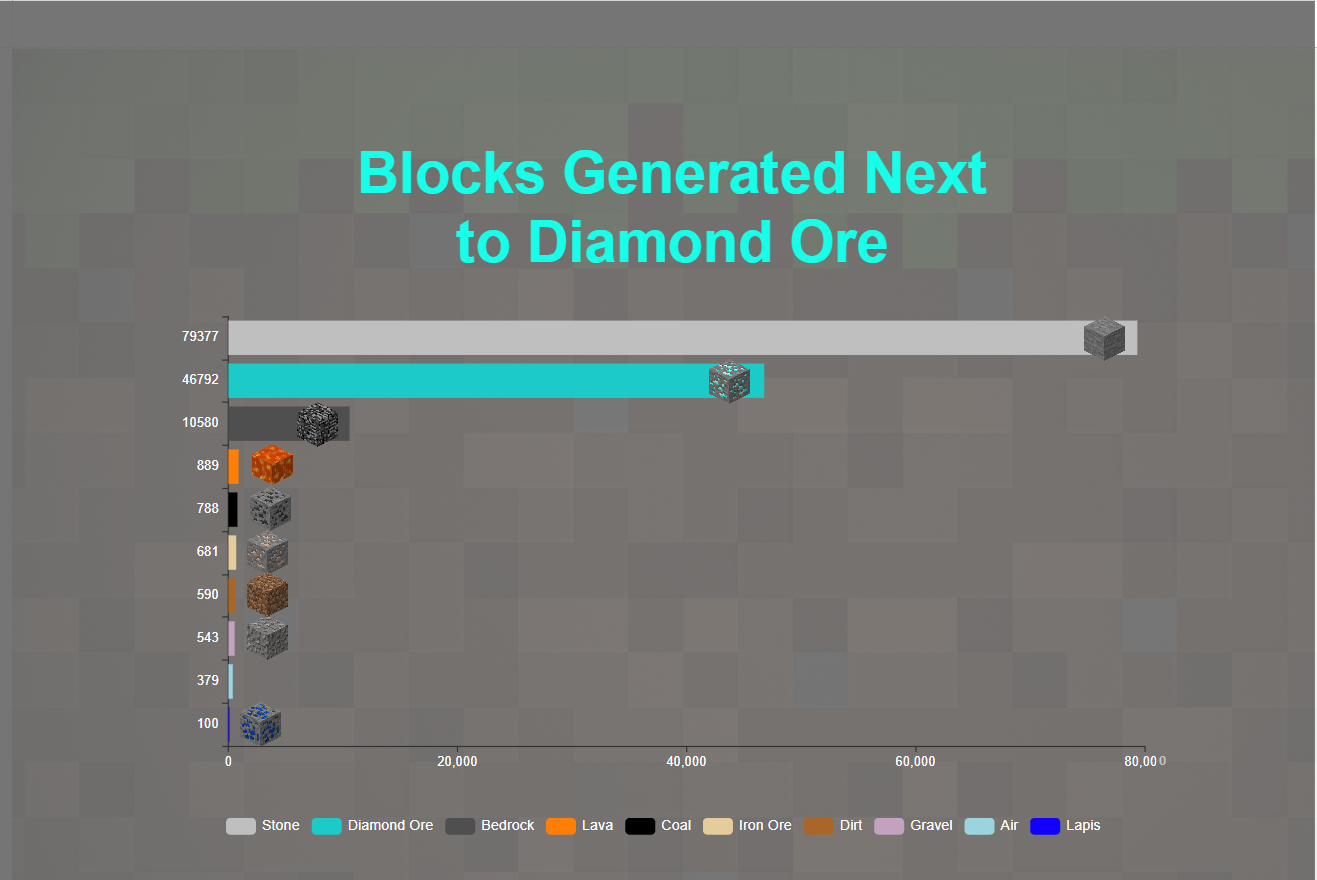 Blocks Generated Next
to Diamond Ore
79377
46792
10580
889
788
681
590
543
379
100
0 20,000 40,000 60,000 80,000
Stone Diamond Ore Bedrock Lava Coal Iron Ore Dirt Gravel Air Lapis